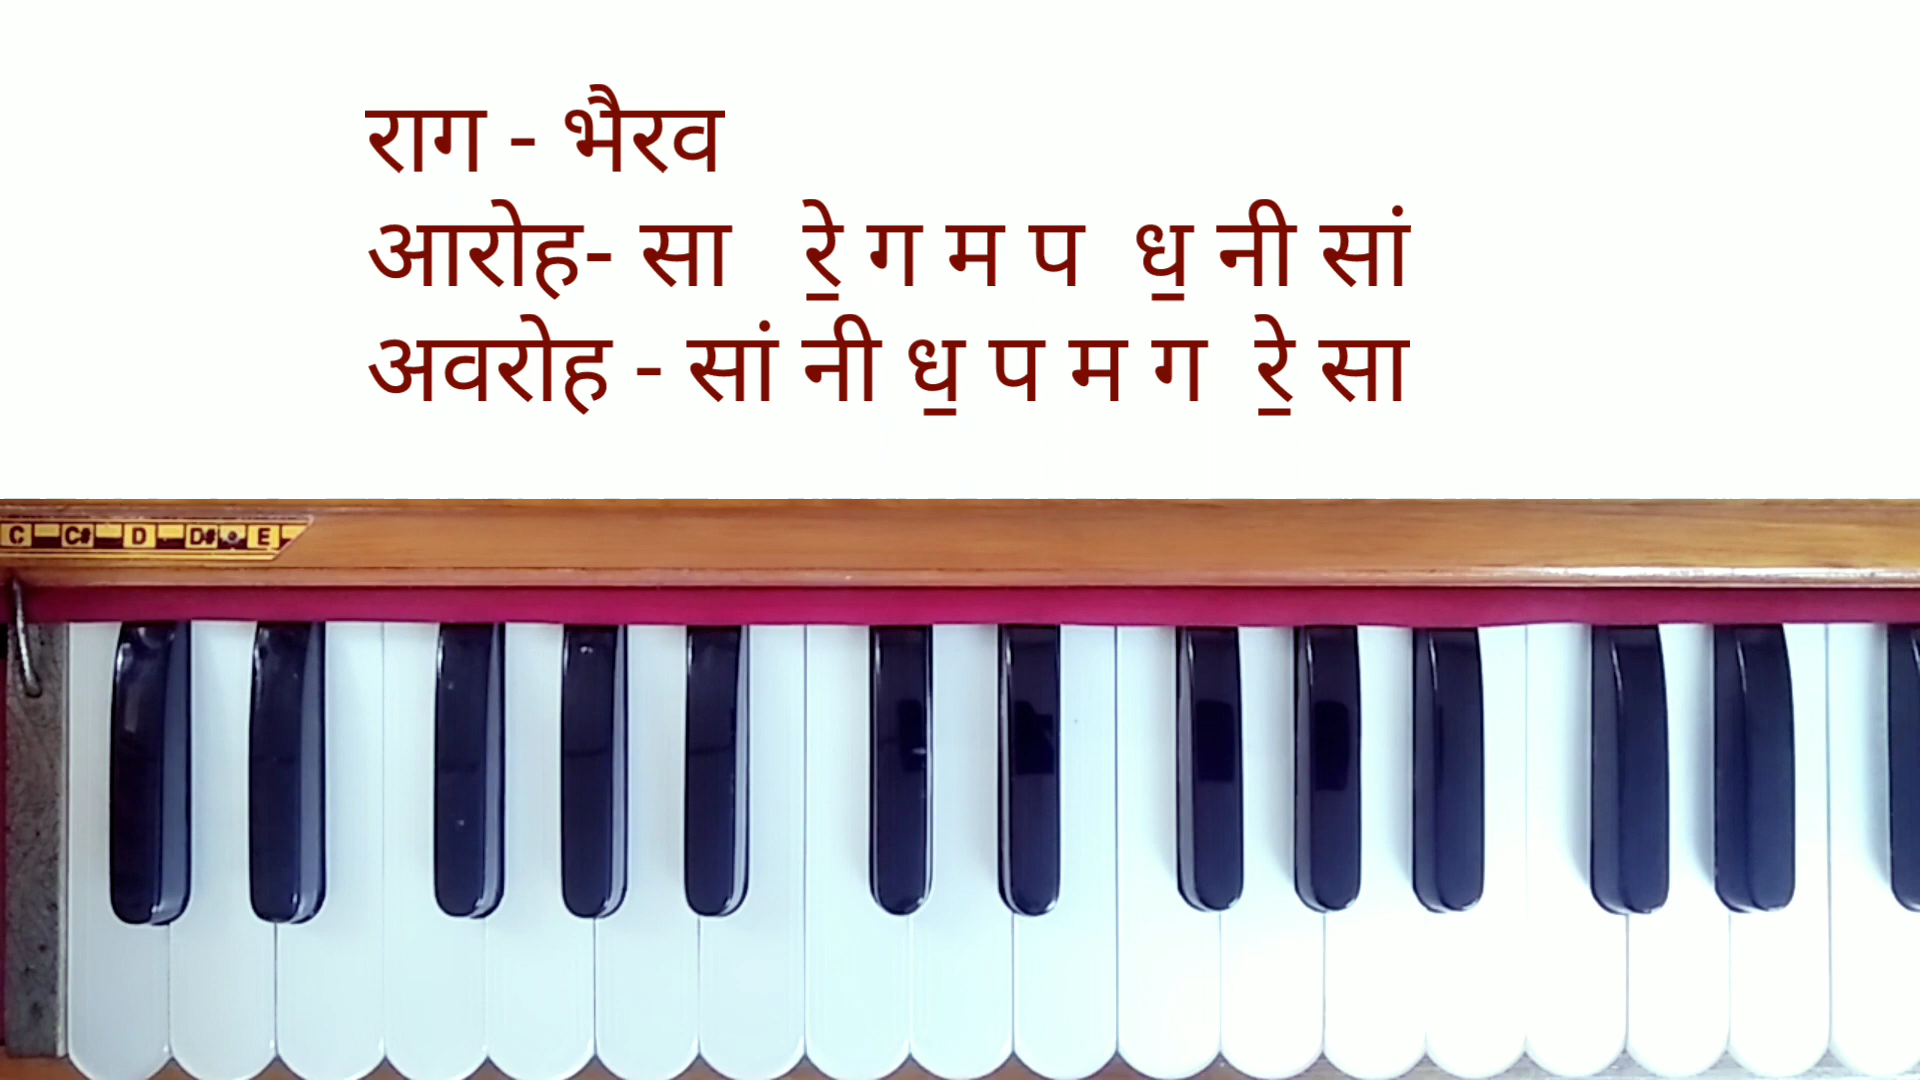 राग - भैरव
आरोह- सा रे॒ ग म प ध॒ नी सां
अवरोह - सां नी ध॒ प म ग रे॒ सा
C C# D D# E